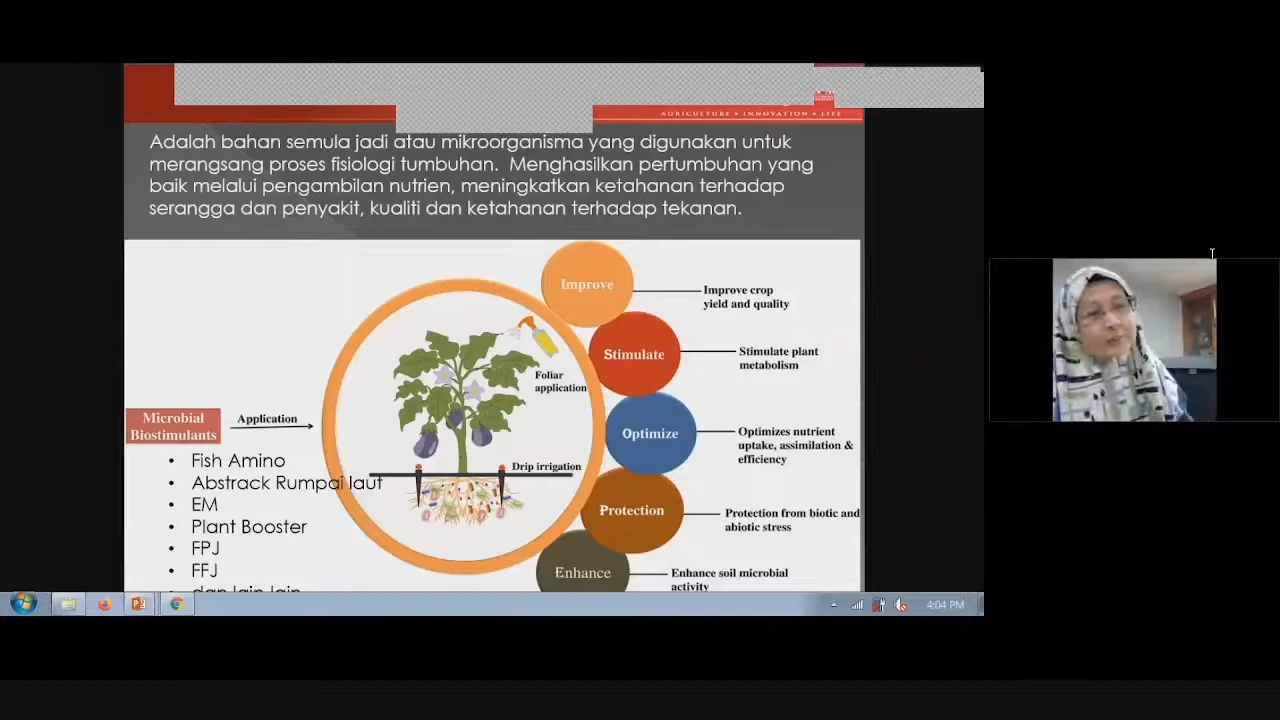 AGRICULTURE • INNOVATION • LIFE
Adalah bahan semula jadi atau mikroorganisma yang digunakan untuk
merangsang proses fisiologi tumbuhan. Menghasilkan pertumbuhan yang
baik melalui pengambilan nutrien, meningkatkan ketahanan terhadap
serangga dan penyakit, kualiti dan ketahanan terhadap tekanan.
Improve
Improve crop
yield and quality
Stimulate
Stimulate plant
metabolism
Foliar
application
Microbial
Biostimulants
Application
Optimize
Optimizes nutrient
uptake, assimilation &
efficiency
Drip irrigation
• Fish Amino
• Abstrack Rumpai laut
• EM
• Plant Booster
• FPJ
• FFJ
dan lain lain
Protection
Protection from biotic and
abiotic stress
Enhance
Enhance soil microbial
activity
4:04 PM